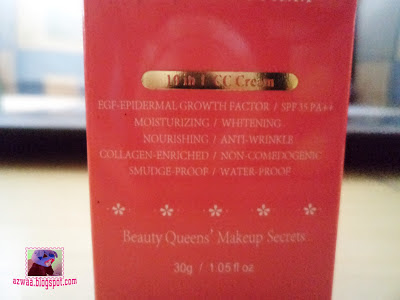 10 in 1 CC Cream
EGF-EPIDERMAL GROWTH FACTOR / SPF 35 PA++
MOISTURIZING / WHITENING
NOURISHING / ANTI-WRINKLE
COLLAGEN-ENRICHED / NON-COMEDOGENIC
SMUDGE-PROOF / WATER-PROOF
Beauty Queens' Makeup Secrets
30g / 1.05 fl oz
azwaa.blogspot.com